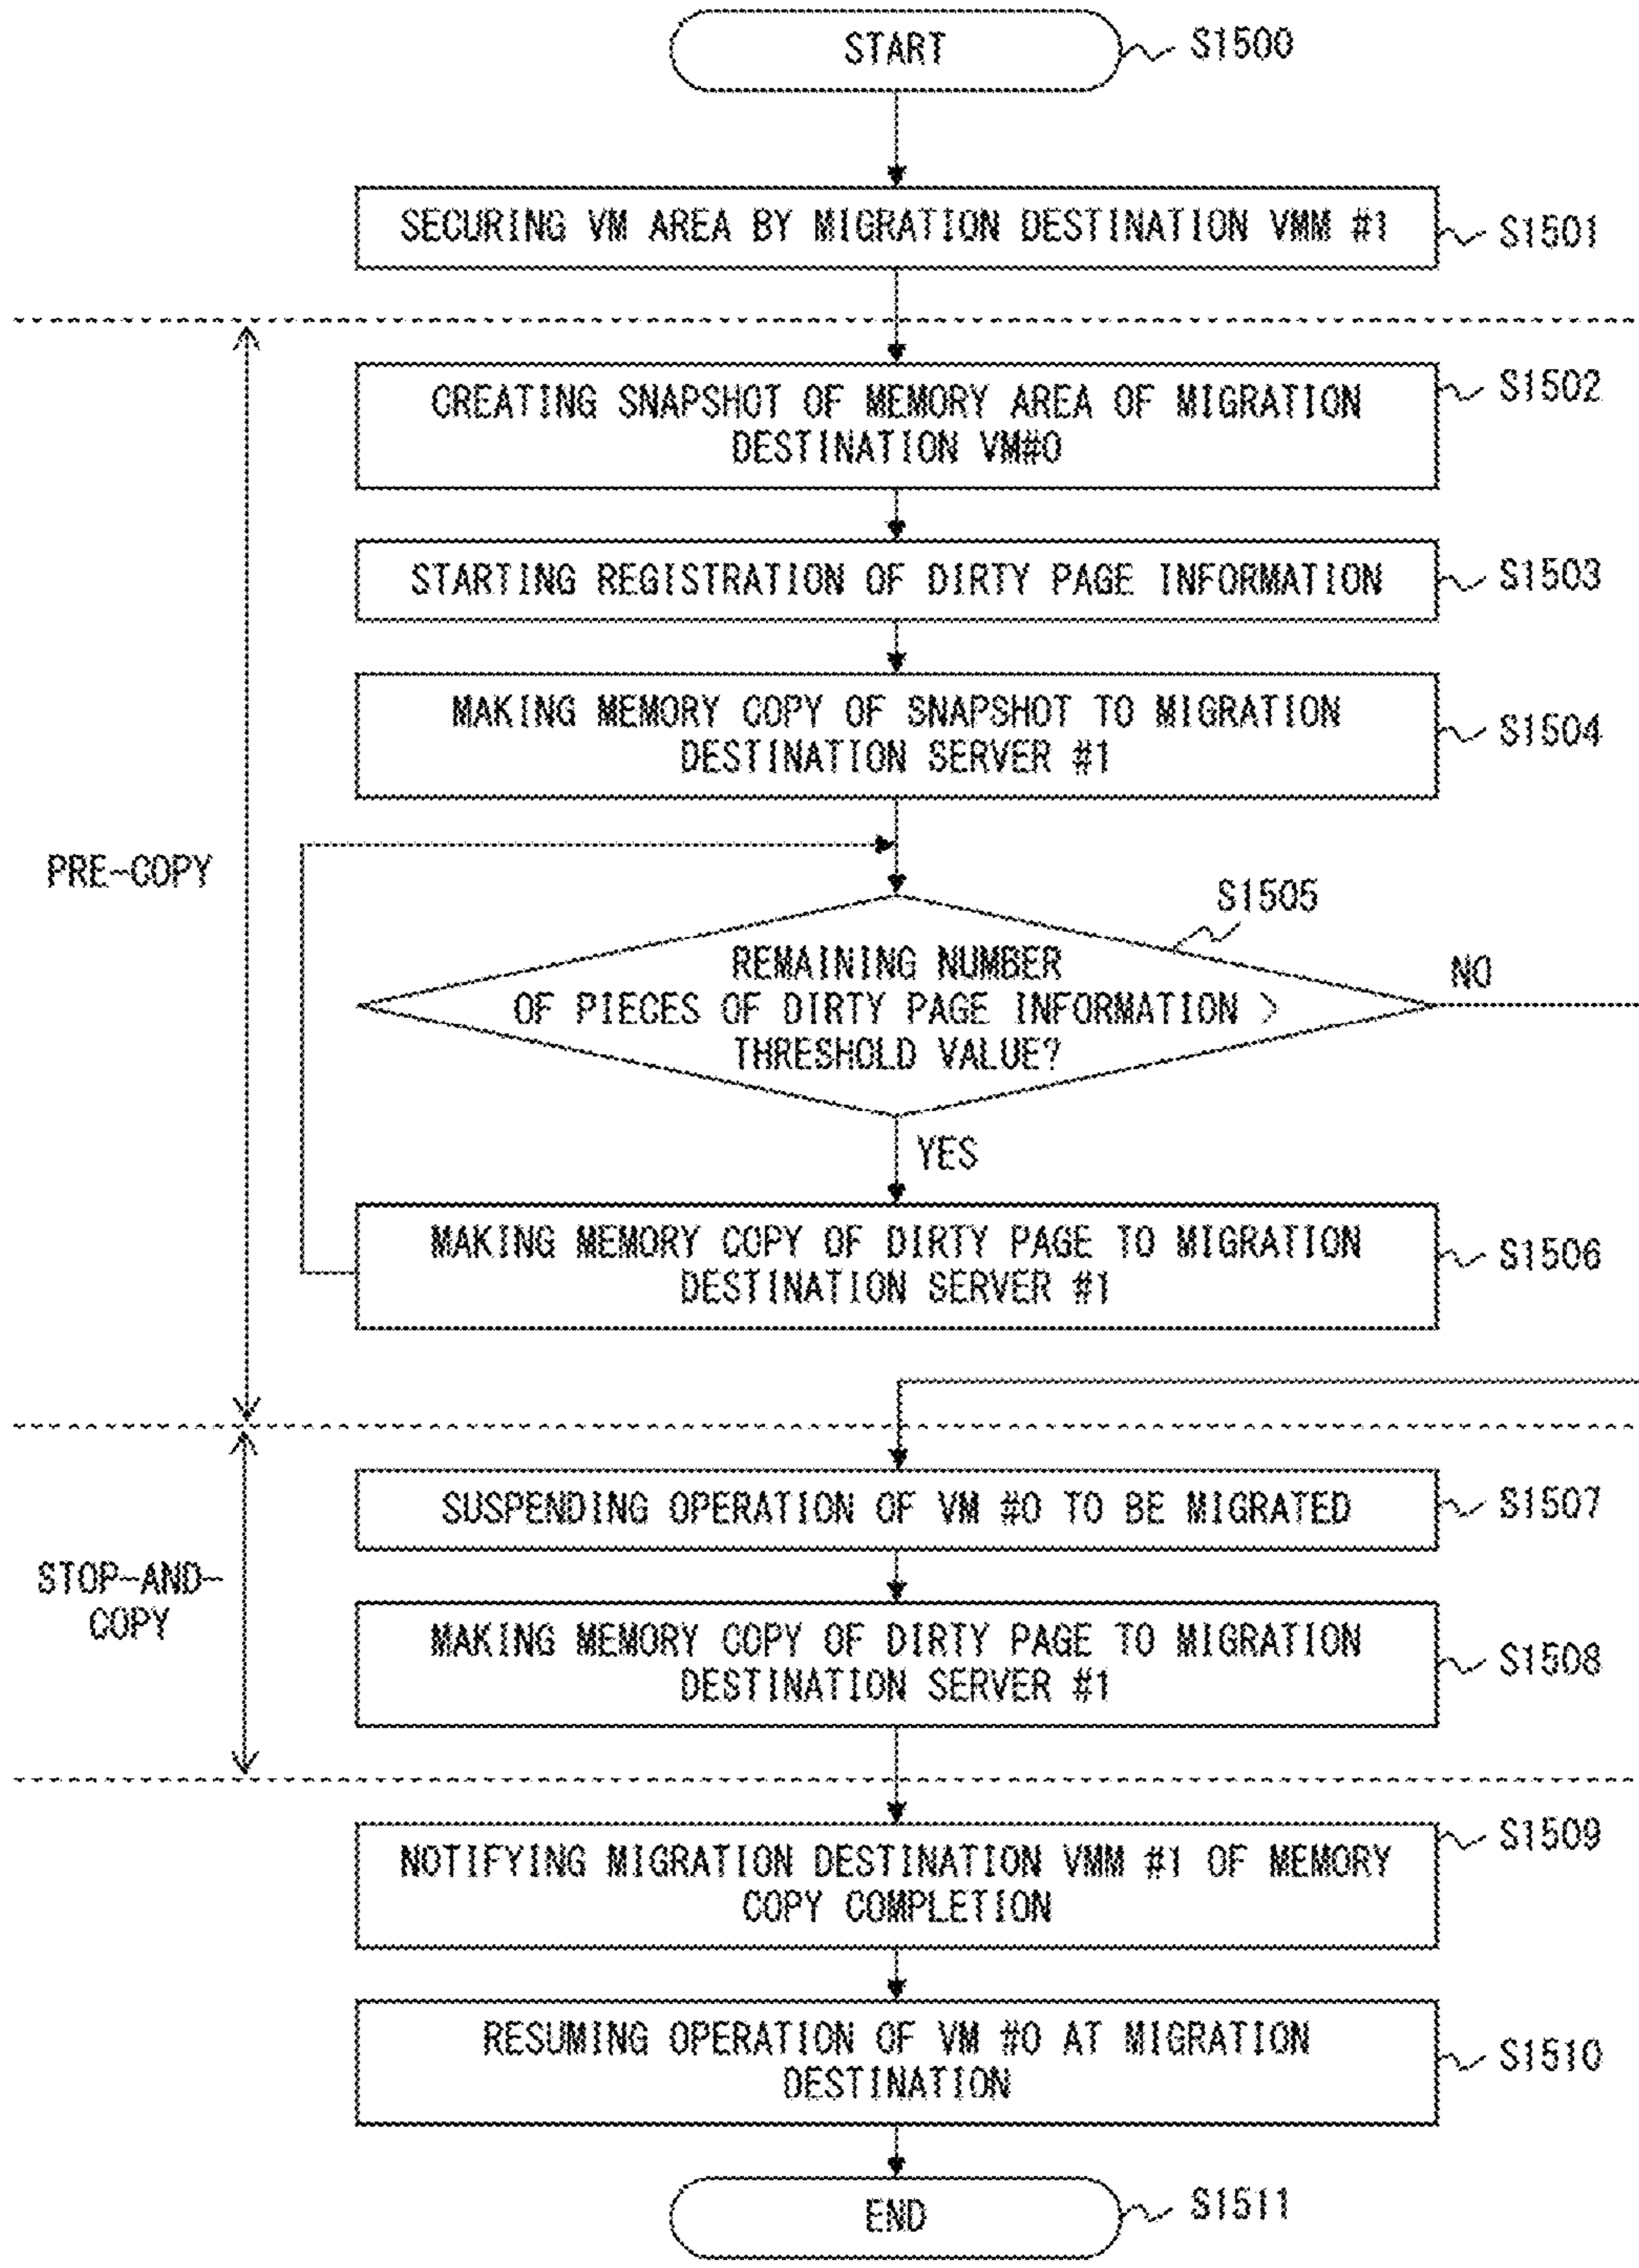 START
S1500
SECURING VM AREA BY MIGRATION DESTINATION VMM #1
S1501
CREATING SNAPSHOT OF MEMORY AREA OF MIGRATION
DESTINATION VM#0
S1502
STARTING REGISTRATION OF DIRTY PAGE INFORMATION
S1503
MAKING MEMORY COPY OF SNAPSHOT TO MIGRATION
DESTINATION SERVER #1
S1504
PRE-COPY
S1505
REMAINING NUMBER
OF PIECES OF DIRTY PAGE INFORMATION >
THRESHOLD VALUE?
NO
YES
MAKING MEMORY COPY OF DIRTY PAGE TO MIGRATION
DESTINATION SERVER #1
S1506
SUSPENDING OPERATION OF VM #0 TO BE MIGRATED
S1507
STOP-AND-
COPY
MAKING MEMORY COPY OF DIRTY PAGE TO MIGRATION
DESTINATION SERVER #1
S1508
NOTIFYING MIGRATION DESTINATION VMM #1 OF MEMORY
COPY COMPLETION
S1509
RESUMING OPERATION OF VM #0 AT MIGRATION
DESTINATION
S1510
END
S1511